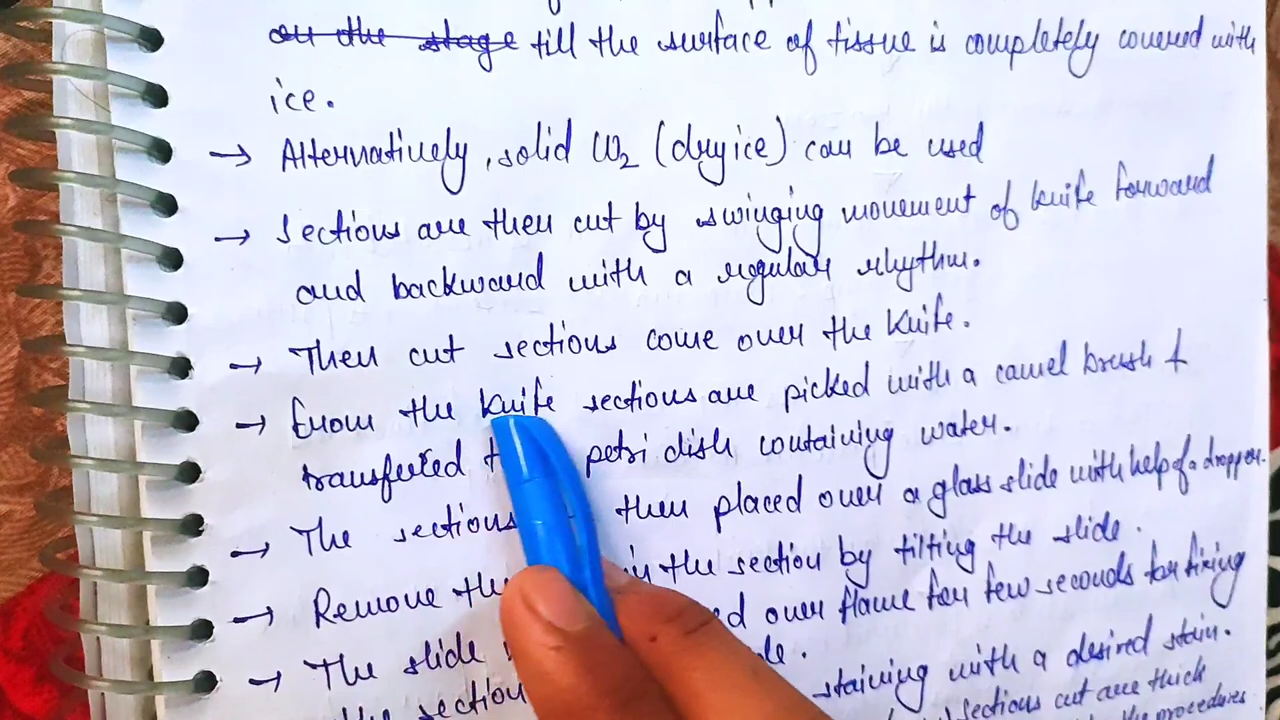 on the stage till the surface of tissue is completely covered with
ice.
→ Alternatively, solid CO₂ (dry ice) can be used
→ Sections are then cut by swinging movement of knife forward
and backward with a regular rhythm.
→ Then cut sections come over the knife.
→ from the knife sections are picked with a camel brush &
transferred petri dish containing water.
→ The sections then placed over a glass slide with help of a dropper.
→ Remove the in the section by tilting the slide.
→ The slide over flame for few seconds for fixing
the section staining with a desired stain.
sections cut are thick
the procedures